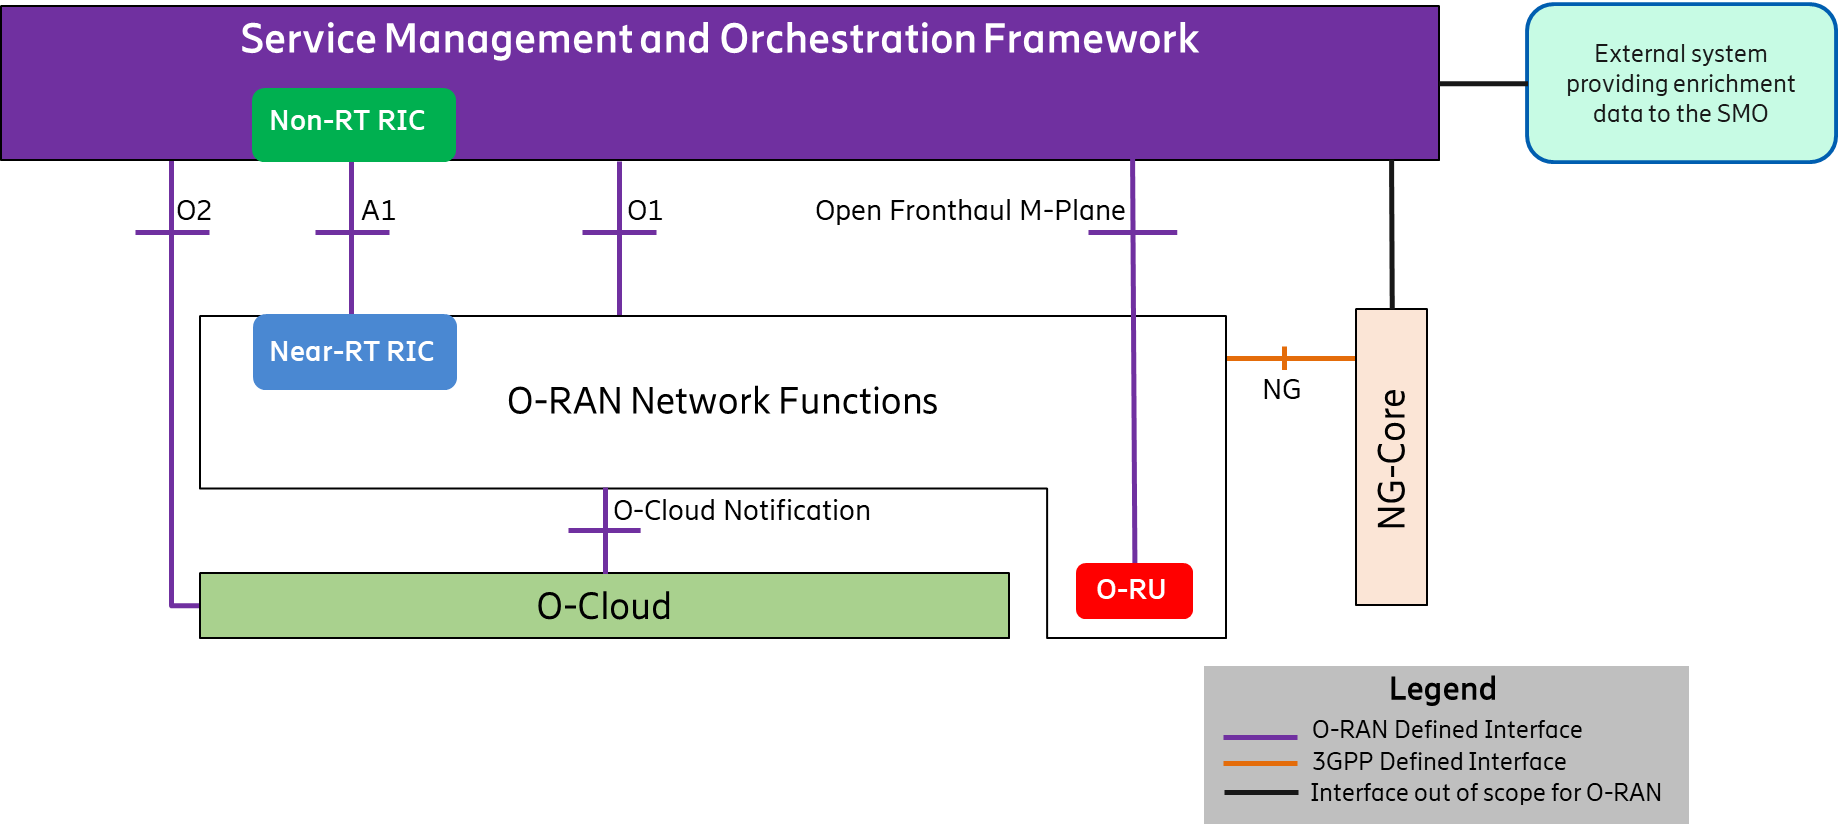 Service Management and Orchestration Framework
External system
providing enrichment
data to the SMO
Non-RT RIC
O2
A1
O1
Open Fronthaul M-Plane
Near-RT RIC
O-RAN Network Functions
NG
NG-Core
O-Cloud Notification
O-RU
O-Cloud
Legend
O-RAN Defined Interface
3GPP Defined Interface
Interface out of scope for O-RAN